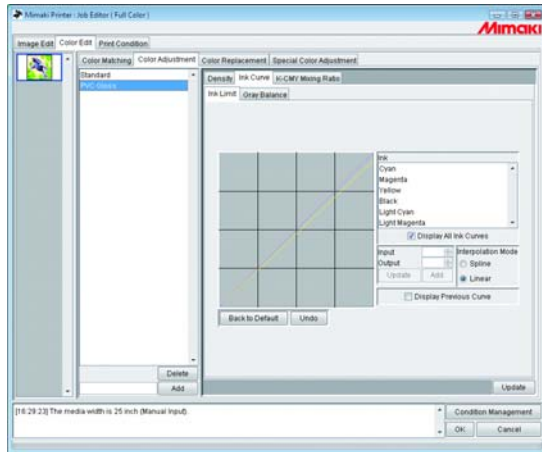 Mimaki Printer : Job Editor ( Full Color )
Mimaki
Image Edit Color Edit Print Condition
Color Matching Color Adjustment Color Replacement Special Color Adjustment
Standard
PVC Gloss
Density Ink Curve K-CMY Mixing Ratio
Ink Limit Gray Balance
Ink
Cyan
Magenta
Yellow
Black
Light Cyan
Light Magenta
Display All Ink Curves
Input
Output
Update Add
Interpolation Mode
Spline
Linear
Display Previous Curve
Back to Default Undo
Delete
Add
Update
[16:29:23] The media width is 25 inch (Manual Input).
Condition Management
OK Cancel